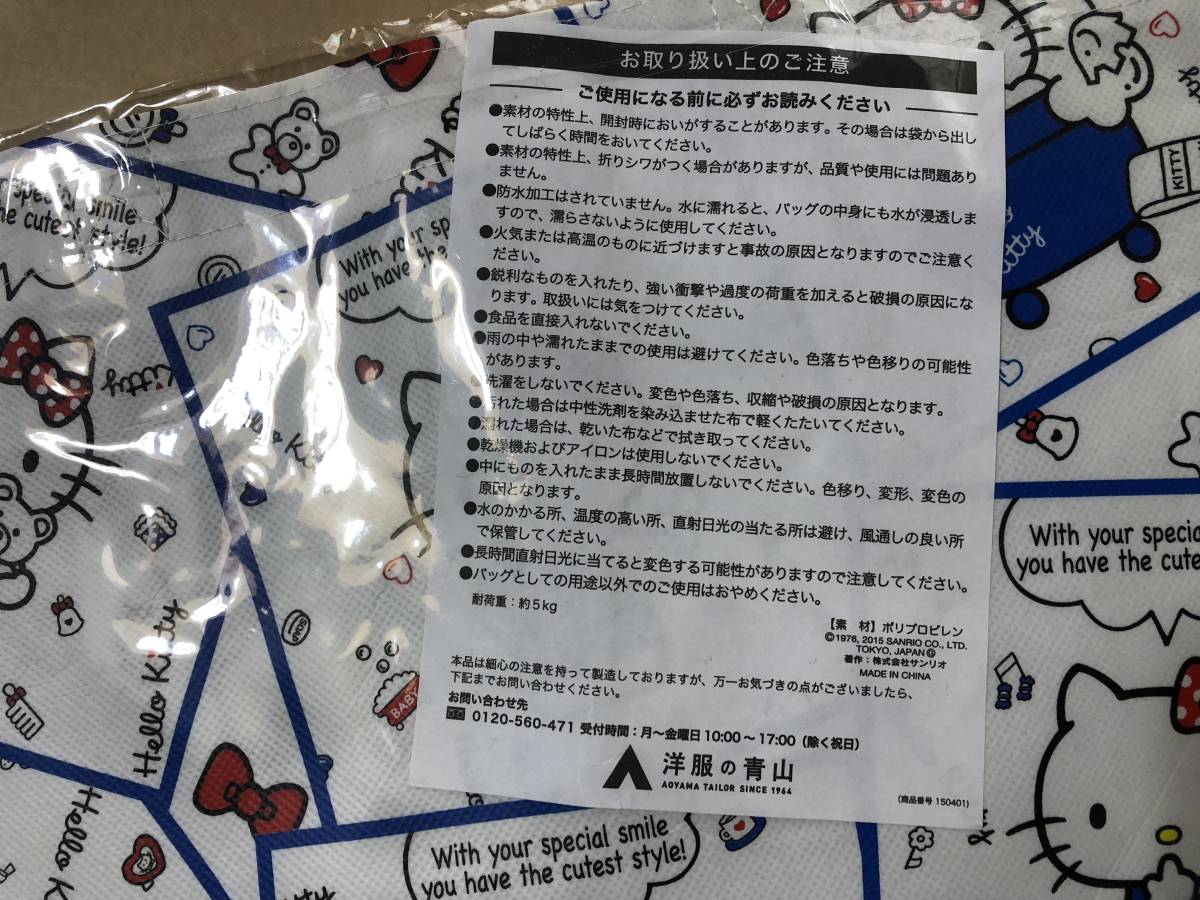 お取り扱い上のご注意
ご使用になる前に必ずお読みください
●素材の特性上、開封時においがすることがあります。その場合は袋から出し
てしばらく時間をおいてください。
●素材の特性上、折りシワがつく場合がありますが、品質や使用には問題あり
ません。
●防水加工はされていません。水に濡れると、バッグの中身にも水が浸透しま
すので、濡らさないように使用してください。
●火気または高温のものに近づけますと事故の原因となりますのでご注意く
ださい。
●鋭利なものを入れたり、強い衝撃や過度の荷重を加えると破損の原因にな
ります。取扱いには気をつけてください。
●食品を直接入れないでください。
●雨の中や濡れたままでの使用は避けてください。色落ちや色移りの可能性
があります。
●洗濯をしないでください。変色や色落ち、収縮や破損の原因となります。
●汚れた場合は中性洗剤を染み込ませた布で軽くたたいてください。
●濡れた場合は、乾いた布などで拭き取ってください。
●乾燥機およびアイロンは使用しないでください。
●中にものを入れたまま長時間放置しないでください。色移り、変形、変色の
原因となります。
●水のかかる所、温度の高い所、直射日光の当たる所は避け、風通しの良い所
で保管してください。
●長時間直射日光に当てると変色する可能性がありますので注意してください。
●バッグとしての用途以外でのご使用はおやめください。
耐荷重：約5kg
【素 材】ポリプロピレン
©1976, 2015 SANRIO CO., LTD.
TOKYO, JAPAN Ⓛ
著作：株式会社サンリオ
MADE IN CHINA
本品は細心の注意を持って製造しておりますが、万一お気づきの点がございましたら、
下記までお問い合わせください。
お問い合わせ先
0120-560-471 受付時間：月～金曜日 10:00～17:00（除く祝日）
洋服の青山
AOYAMA TAILOR SINCE 1964
(商品番号 150401)
smile
the cutest style!
With your sp
you have the
Kitty
Kitty
KITTY
Kitty
With your specia
you have the cute
Hello Kitty
SOAP
BABY
Hello K
With your special smile
you have the cutest style!